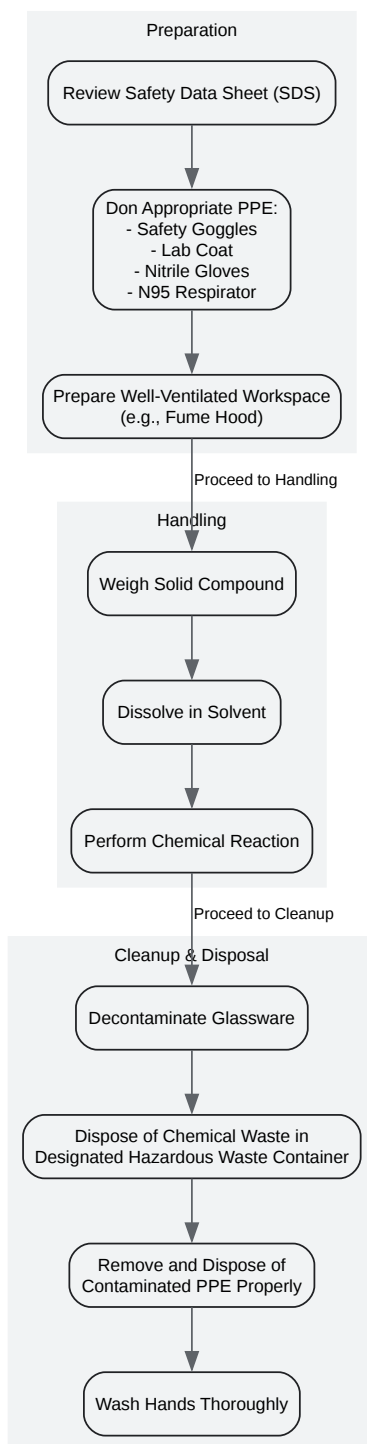 Preparation
Review Safety Data Sheet (SDS)
Don Appropriate PPE:
- Safety Goggles
- Lab Coat
- Nitrile Gloves
- N95 Respirator
Prepare Well-Ventilated Workspace
(e.g., Fume Hood)
Proceed to Handling
Handling
Weigh Solid Compound
Dissolve in Solvent
Perform Chemical Reaction
Proceed to Cleanup
Cleanup & Disposal
Decontaminate Glassware
Dispose of Chemical Waste in
Designated Hazardous Waste Container
Remove and Dispose of
Contaminated PPE Properly
Wash Hands Thoroughly